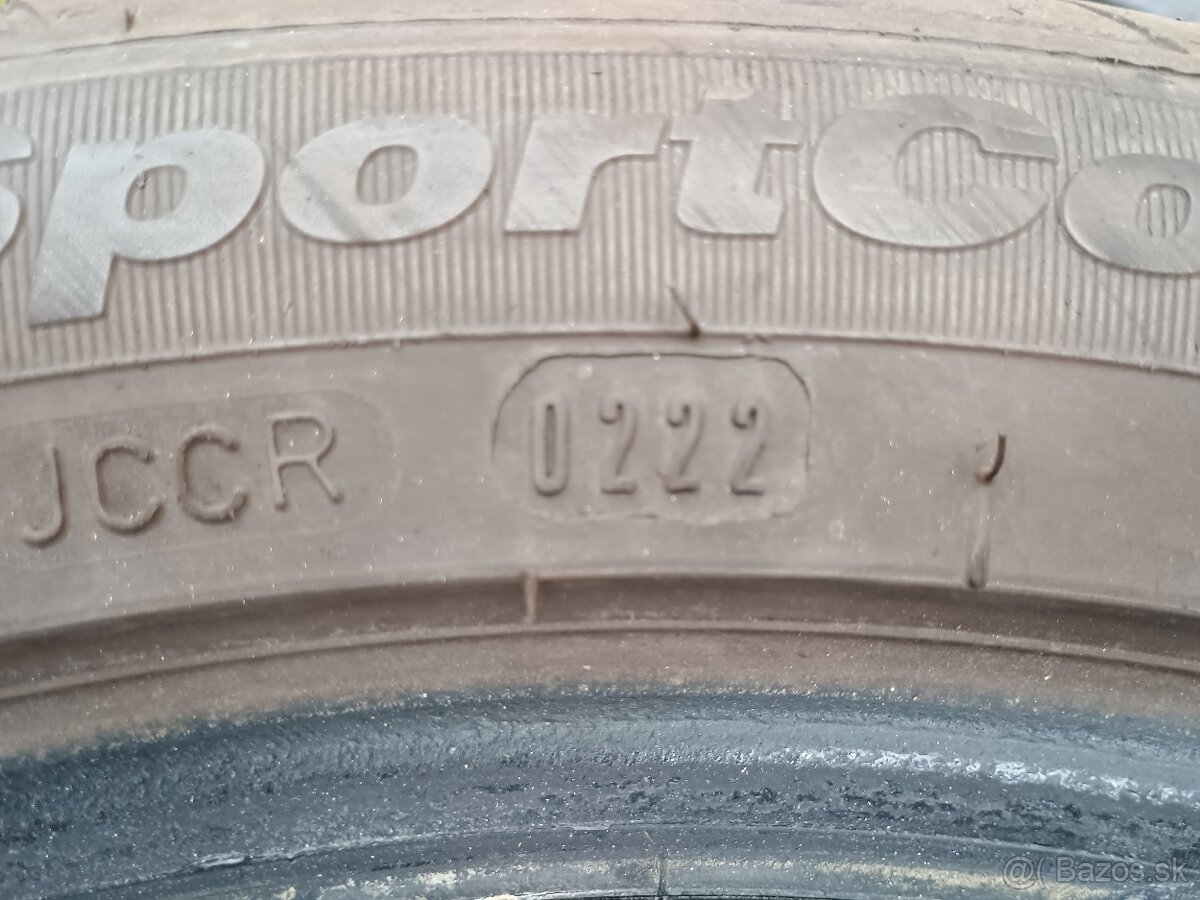 SportCo
JCCR 0222
@( Bazos.sk